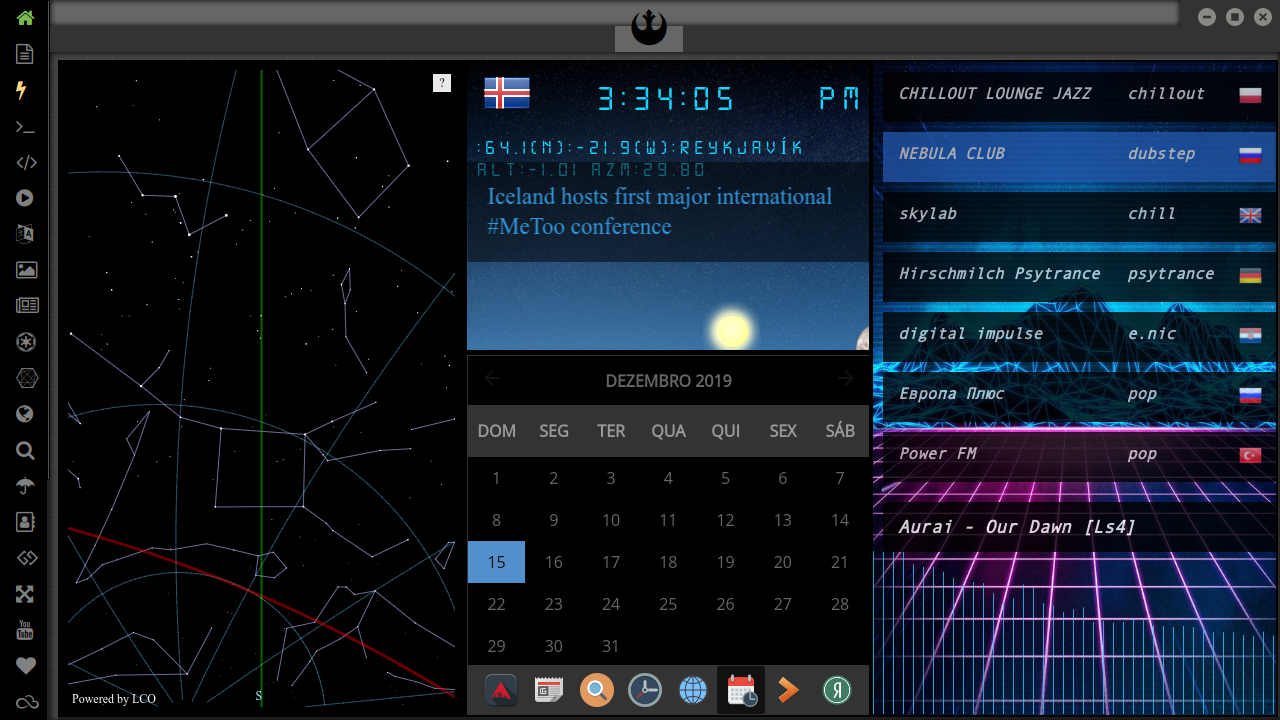 ?
Powered by LCO
S
3:34:05 PM
:64.1(N):-21.9(W):REYKJAVÍK
ALT:-1.01 AZM:29.80
Iceland hosts first major international
#MeToo conference
DEZEMBRO 2019
DOM SEG TER QUA QUI SEX SÁB
1 2 3 4 5 6 7
8 9 10 11 12 13 14
15 16 17 18 19 20 21
22 23 24 25 26 27 28
29 30 31
CHILLOUT LOUNGE JAZZ chillout
NEBULA CLUB dubstep
skylab chill
Hirschmilch Psytrance psytrance
digital impulse e.nic
Европа Плюс pop
Power FM pop
Aurai - Our Dawn [Ls4]
You
Tube
Я